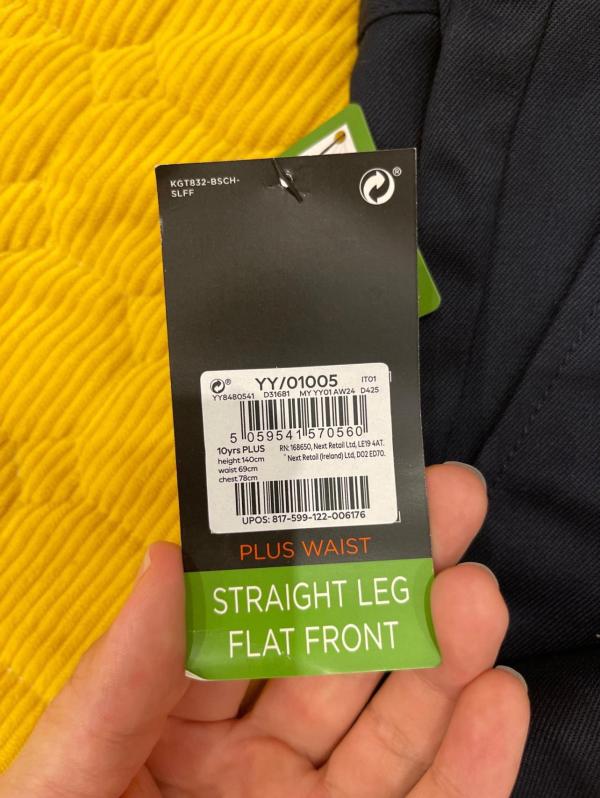 KGT832-BSCH-
SLFF
®
® YY/01005 IT01
YY8480541 D31681 MY YY01 AW24 D425
5 059541 570560
10yrs PLUS RN: 168650, Next Retail Ltd, LE19 4AT.
height 140cm Next Retail (Ireland) Ltd, D02 ED70.
waist 69cm
chest 78cm
UPOS: 817-599-122-006176
PLUS WAIST
STRAIGHT LEG
FLAT FRONT